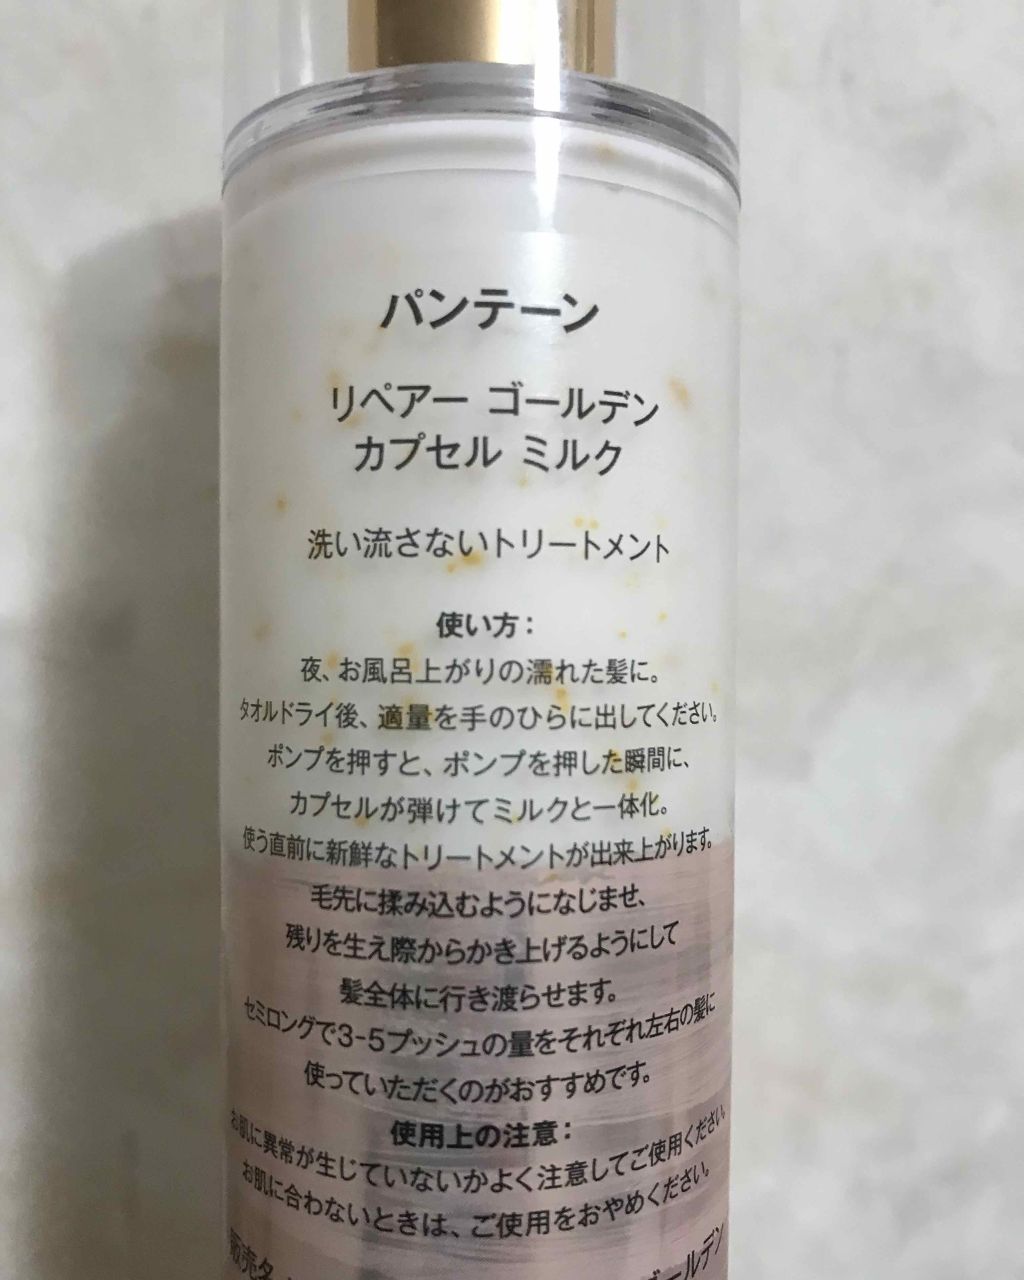 パンテーン
リペアー ゴールデン
カプセル ミルク
洗い流さないトリートメント
使い方：
夜、お風呂上がりの濡れた髪に。
タオルドライ後、適量を手のひらに出してください。
ポンプを押すと、ポンプを押した瞬間に、
カプセルが弾けてミルクと一体化。
使う直前に新鮮なトリートメントが出来上がります。
毛先に揉み込むようになじませ、
残りを生え際からかき上げるようにして
髪全体に行き渡らせます。
セミロングで3-5プッシュの量をそれぞれ左右の髪に
使っていただくのがおすすめです。
使用上の注意：
お肌に異常が生じていないかよく注意してご使用ください。
お肌に合わないときは、ご使用をおやめください。
販売名 ゴールデン